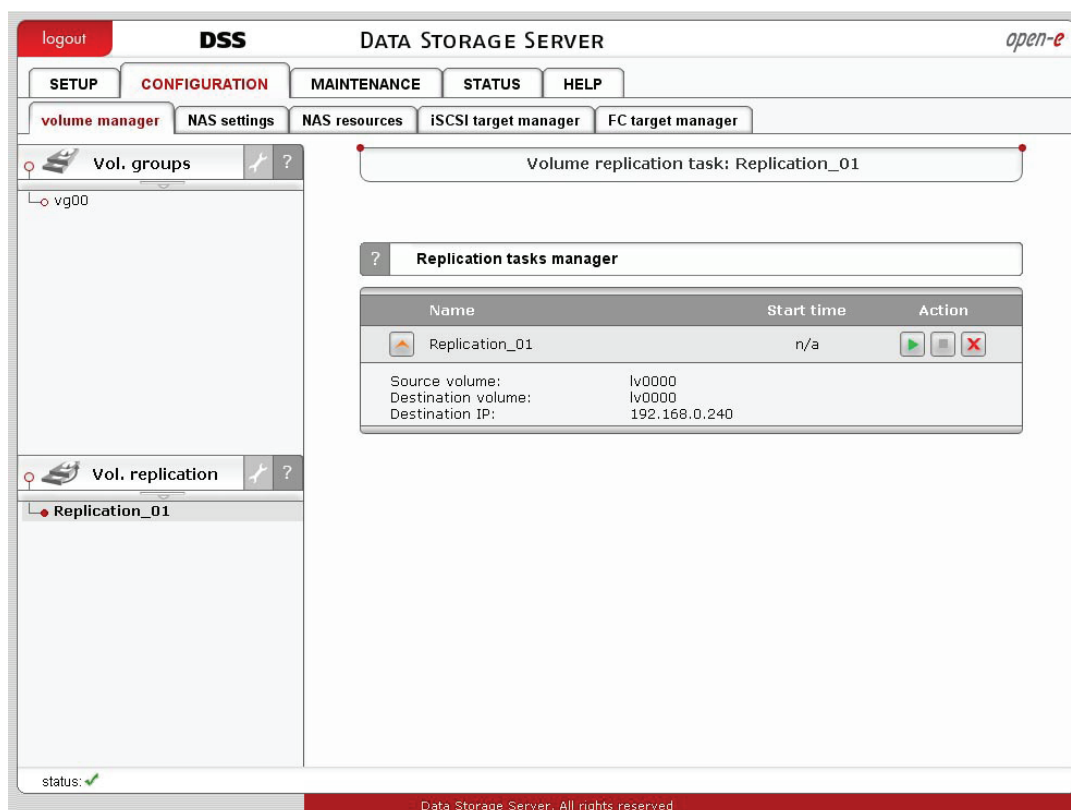 logout DSS DATA STORAGE SERVER open-e
SETUP CONFIGURATION MAINTENANCE STATUS HELP
volume manager NAS settings NAS resources iSCSI target manager FC target manager
Vol. groups ?
vg00
Volume replication task: Replication_01
? Replication tasks manager
Name Start time Action
Replication_01 n/a
Source volume: lv0000
Destination volume: lv0000
Destination IP: 192.168.0.240
Vol. replication ?
Replication_01
status:
Data Storage Server. All rights reserved